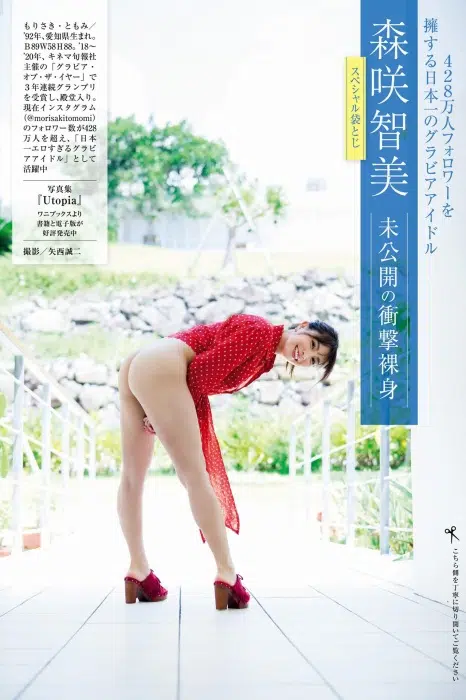 428万人フォロワーを
擁する日本一のグラビアアイドル
森咲智美
スペシャル袋とじ
未公開の衝撃裸身
もりさき・ともみ／
’92年、愛知県生まれ。
B89W58H88。’18〜
’20年、キネマ旬報社
主催の「グラビア・
オブ・ザ・イヤー」で
3年連続グランプリ
を受賞し、殿堂入り。
現在インスタグラム
(@morisakitomomi)
のフォロワー数が428
万人を超え、「日本
一エロすぎるグラビ
アアイドル」として
活躍中
写真集
『Utopia』
ワニブックスより
書籍と電子版が
好評発売中
撮影／矢西誠二
こちら側を丁寧に切り開いてご覧ください